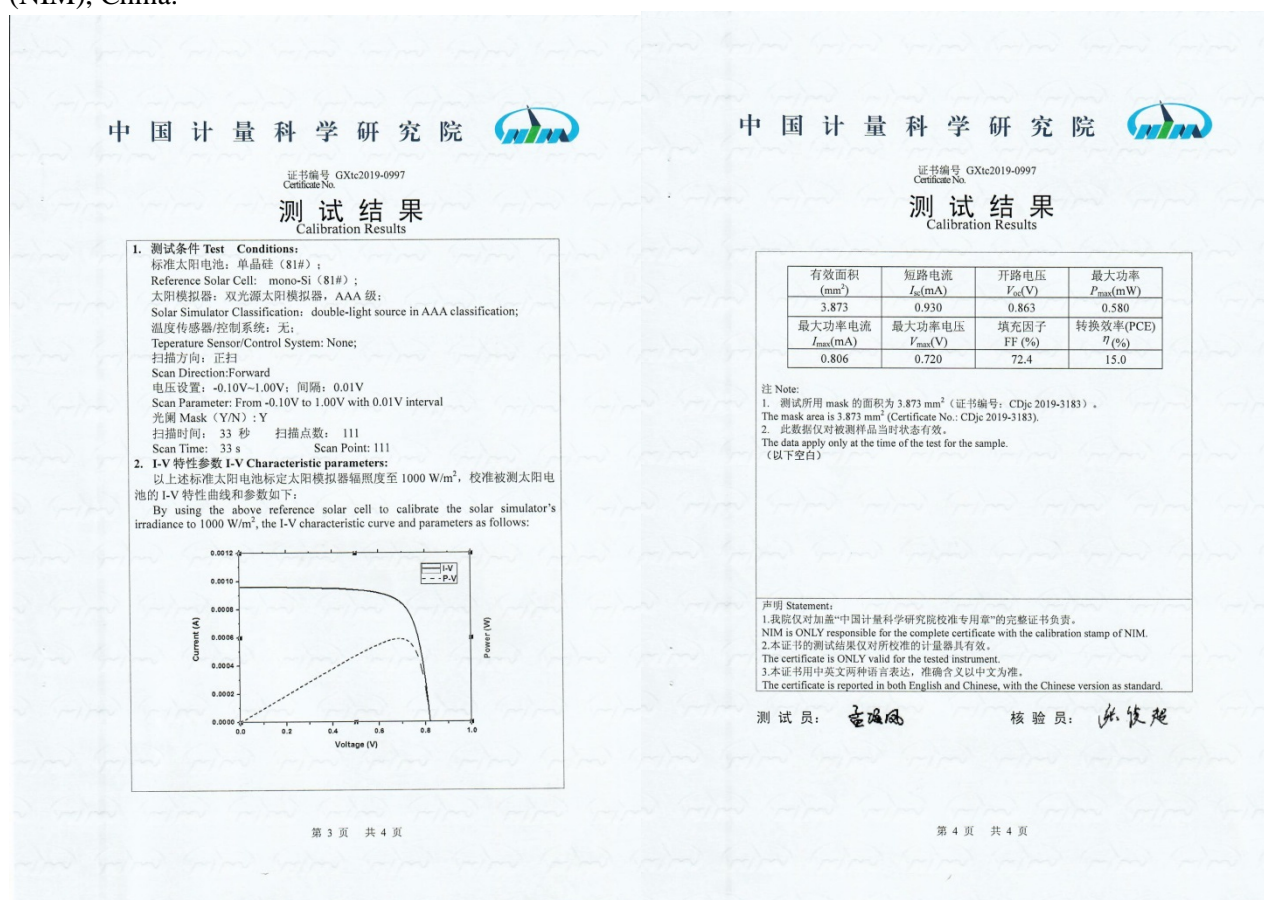 (NIM), China.
中国计量科学研究院
证书编号 GXtc2019-0997
Certificate No.
测 试 结 果
Calibration Results
1. 测试条件 Test Conditions:
标准太阳电池：单晶硅（81#）;
Reference Solar Cell: mono-Si（81#）;
太阳模拟器：双光源太阳模拟器，AAA 级;
Solar Simulator Classification: double-light source in AAA classification;
温度传感器/控制系统：无;
Teperature Sensor/Control System: None;
扫描方向：正扫
Scan Direction:Forward
电压设置：-0.10V~1.00V；间隔：0.01V
Scan Parameter: From -0.10V to 1.00V with 0.01V interval
光阑 Mask（Y/N）: Y
扫描时间： 33 秒 扫描点数： 111
Scan Time: 33 s Scan Point: 111
2. I-V 特性参数 I-V Characteristic parameters:
以上述标准太阳电池标定太阳模拟器辐照度至 1000 W/m²，校准被测太阳电
池的 I-V 特性曲线和参数如下：
By using the above reference solar cell to calibrate the solar simulator's
irradiance to 1000 W/m², the I-V characteristic curve and parameters as follows:
0.0012
0.0010
0.0008
0.0006
0.0004
0.0002
0.0000
Current (A)
I-V
P-V
Power (W)
0.0 0.2 0.4 0.6 0.8 1.0
Voltage (V)
第 3 页 共 4 页
中国计量科学研究院
证书编号 GXtc2019-0997
Certificate No.
测 试 结 果
Calibration Results
有效面积 短路电流 开路电压 最大功率
(mm²) Isc(mA) Voc(V) Pmax(mW)
3.873 0.930 0.863 0.580
最大功率电流 最大功率电压 填充因子 转换效率(PCE)
Imax(mA) Vmax(V) FF (%) η (%)
0.806 0.720 72.4 15.0
注 Note:
1. 测试所用 mask 的面积为 3.873 mm²（证书编号：CDjc 2019-3183）。
The mask area is 3.873 mm² (Certificate No.: CDjc 2019-3183).
2. 此数据仅对被测样品当时状态有效。
The data apply only at the time of the test for the sample.
（以下空白）
声明 Statement:
1.我院仅对加盖“中国计量科学研究院校准专用章”的完整证书负责。
NIM is ONLY responsible for the complete certificate with the calibration stamp of NIM.
2.本证书的测试结果仅对所校准的计量器具有效。
The certificate is ONLY valid for the tested instrument.
3.本证书用中英文两种语言表达，准确含义以中文为准。
The certificate is reported in both English and Chinese, with the Chinese version as standard.
测 试 员：
核 验 员：
第 4 页 共 4 页